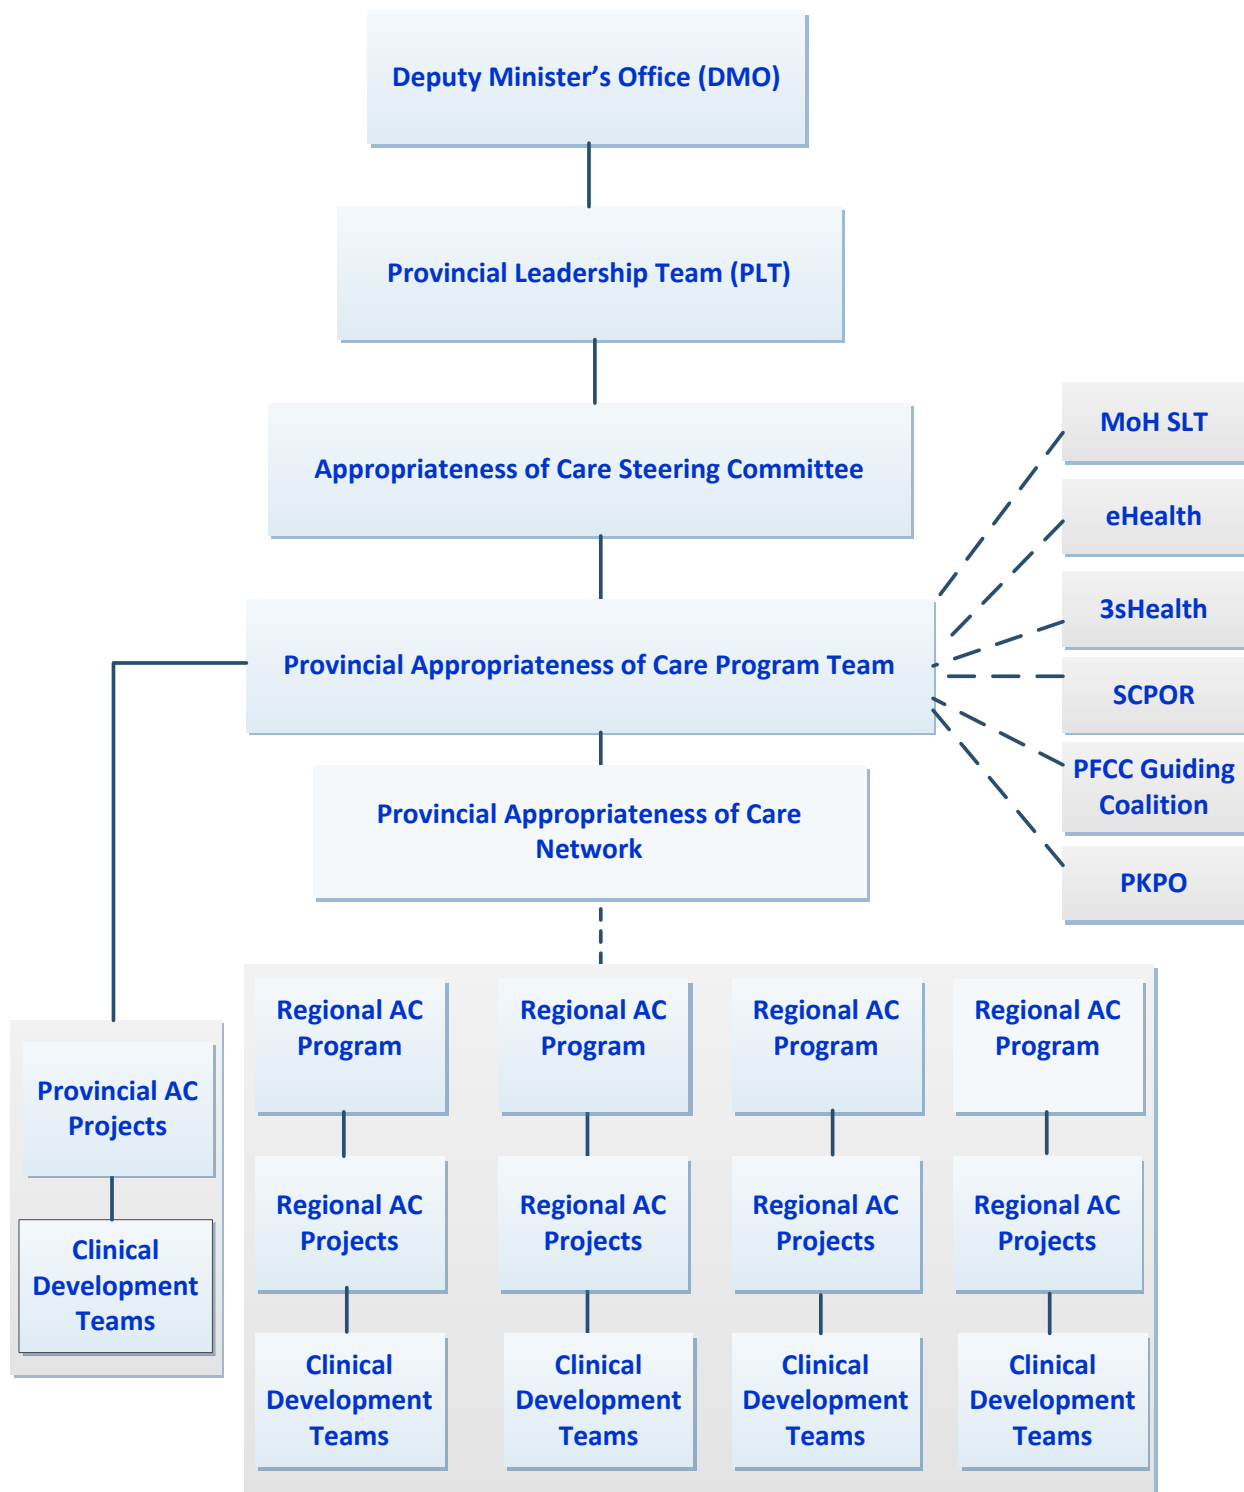 Deputy Minister’s Office (DMO)
Provincial Leadership Team (PLT)
Appropriateness of Care Steering Committee
MoH SLT
eHealth
3sHealth
SCPOR
PFCC Guiding
Coalition
PKPO
Provincial Appropriateness of Care Program Team
Provincial Appropriateness of Care
Network
Provincial AC
Projects
Clinical
Development
Teams
Regional AC
Program
Regional AC
Program
Regional AC
Program
Regional AC
Program
Regional AC
Projects
Regional AC
Projects
Regional AC
Projects
Regional AC
Projects
Clinical
Development
Teams
Clinical
Development
Teams
Clinical
Development
Teams
Clinical
Development
Teams